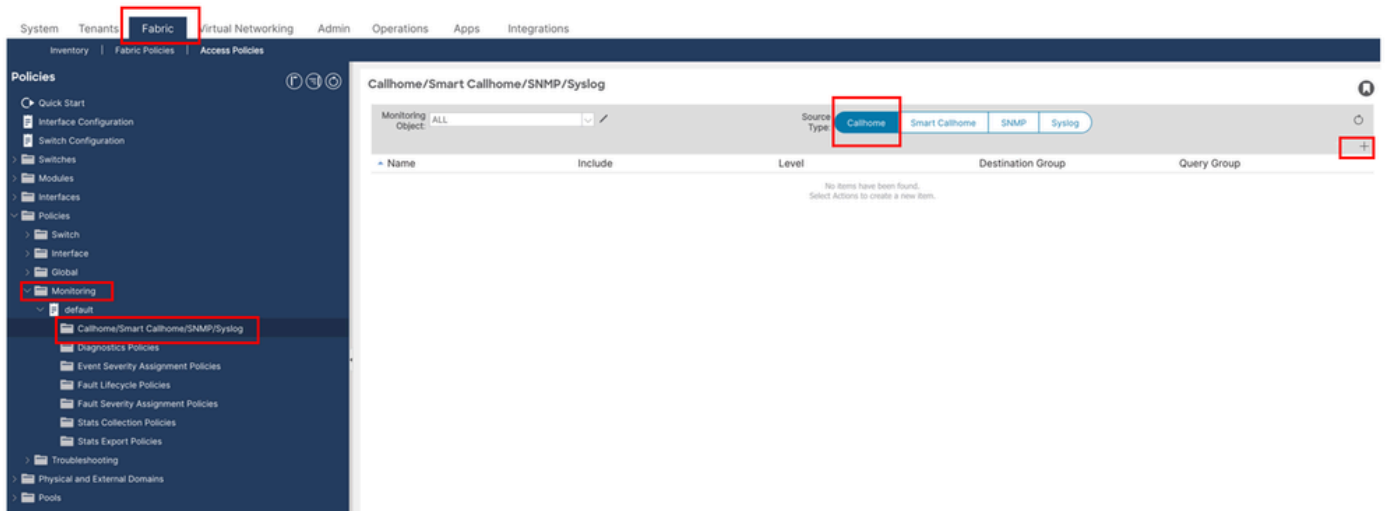 System Tenants Fabric Virtual Networking Admin Operations Apps Integrations
Inventory | Fabric Policies | Access Policies
Policies
Quick Start
Interface Configuration
Switch Configuration
Switches
Modules
Interfaces
Policies
Switch
Interface
Global
Monitoring
default
Callhome/Smart Callhome/SNMP/Syslog
Diagnostics Policies
Event Severity Assignment Policies
Fault Lifecycle Policies
Fault Severity Assignment Policies
Stats Collection Policies
Stats Export Policies
Troubleshooting
Physical and External Domains
Pools
Callhome/Smart Callhome/SNMP/Syslog
Monitoring Object: ALL
Source Type: Callhome Smart Callhome SNMP Syslog
Name Include Level Destination Group Query Group
No items have been found.
Select Actions to create a new item.